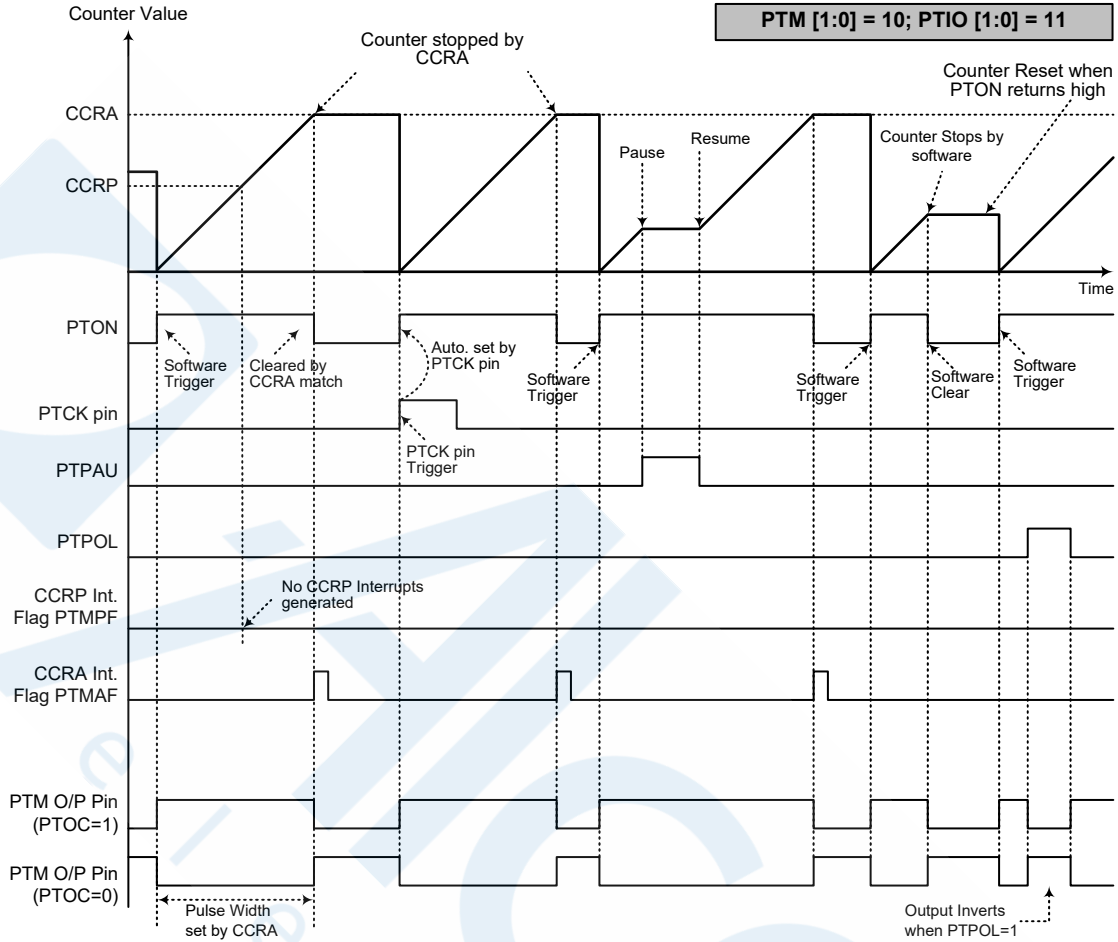 Counter Value
PTM [1:0] = 10; PTIO [1:0] = 11
Counter stopped by
CCRA
Counter Reset when
PTON returns high
CCRA
Pause
Resume
Counter Stops by
software
CCRP
Time
PTON
Software
Trigger
Cleared by
CCRA match
Auto. set by
PTCK pin
Software
Trigger
Software
Trigger
Software
Clear
Software
Trigger
PTCK pin
PTCK pin
Trigger
PTPAU
PTPOL
CCRP Int.
Flag PTMPF
No CCRP Interrupts
generated
CCRA Int.
Flag PTMAF
PTM O/P Pin
(PTOC=1)
PTM O/P Pin
(PTOC=0)
Pulse Width
set by CCRA
Output Inverts
when PTPOL=1